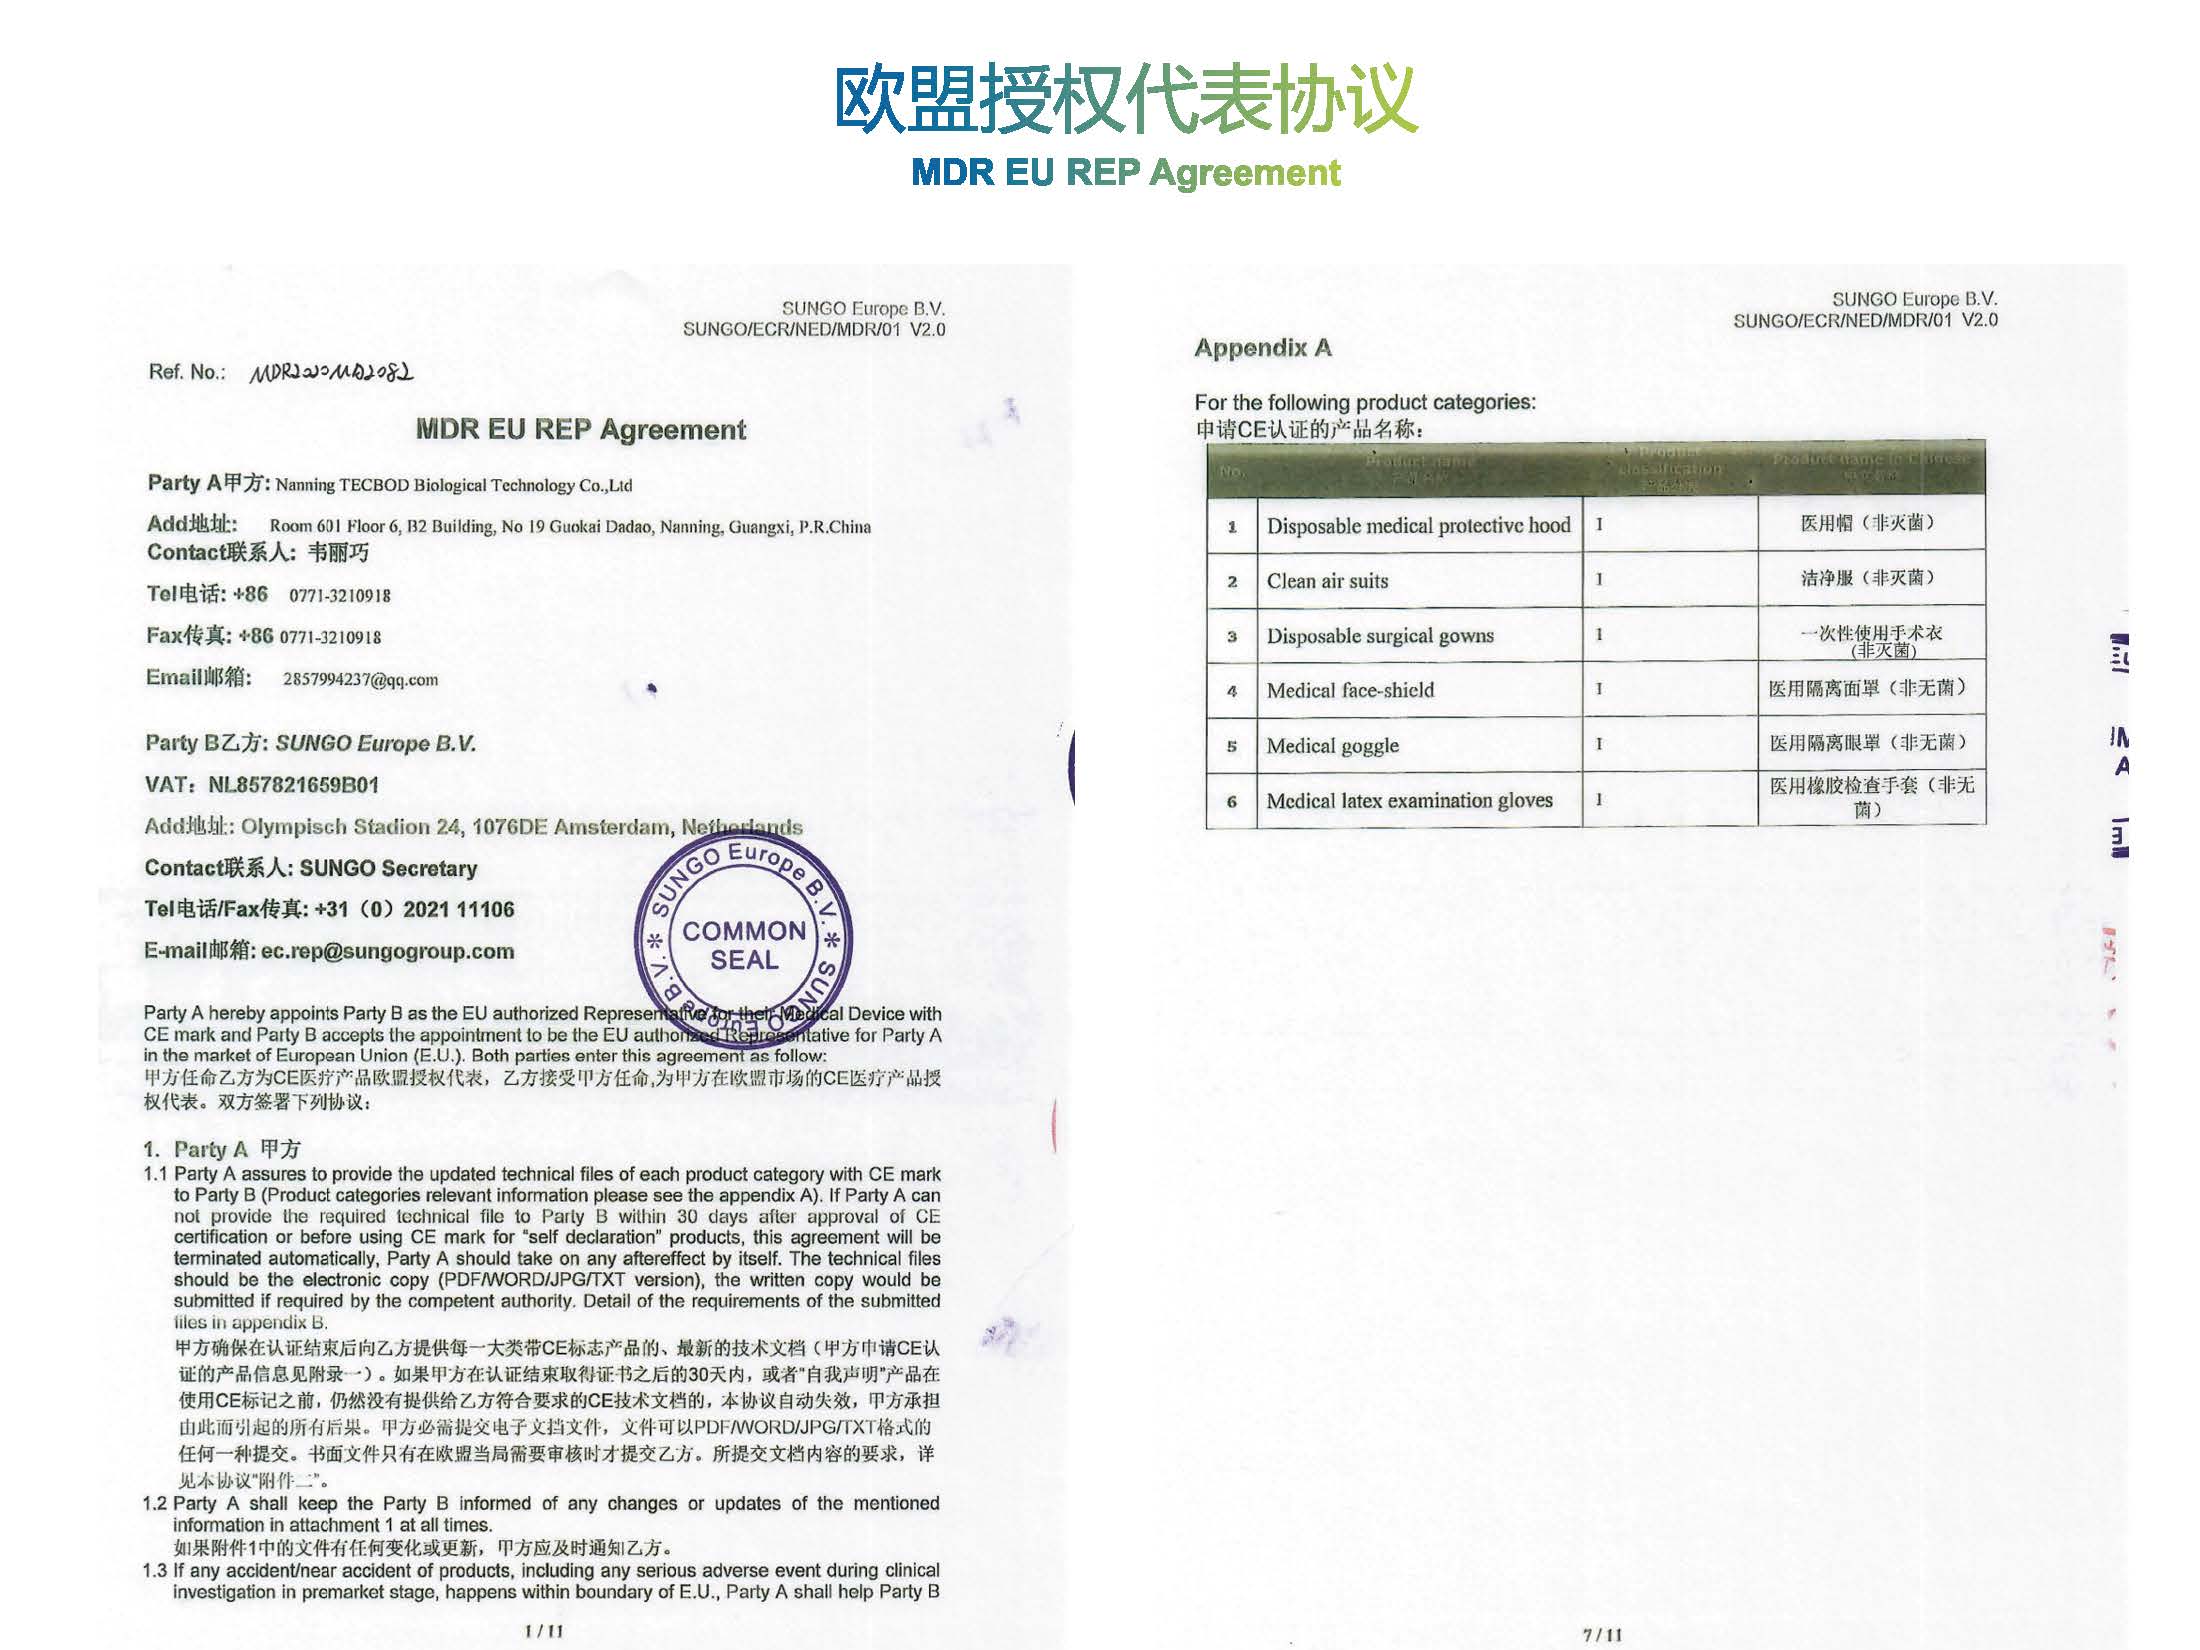 欧盟授权代表协议
MDR EU REP Agreement
SUNGO Europe B.V.
SUNGO/ECR/NED/MDR/01 V2.0
Ref. No.:
MDR EU REP Agreement
Party A甲方: Nanning TECBOD Biological Technology Co.,Ltd
Add地址: Room 601 Floor 6, B2 Building, No 19 Guokai Dadao, Nanning, Guangxi, P.R.China
Contact联系人: 韦丽巧
Tel电话: +86 0771-3210918
Fax传真: +86 0771-3210918
Email邮箱: 2857994237@qq.com
Party B乙方: SUNGO Europe B.V.
VAT: NL857821659B01
Add地址: Olympisch Stadion 24, 1076DE Amsterdam, Netherlands
Contact联系人: SUNGO Secretary
Tel电话/Fax传真: +31（0）2021 11106
E-mail邮箱: ec.rep@sungogroup.com
SUNGO Europe B.V. * SUNGO Europe B.V. *
COMMON
SEAL
Party A hereby appoints Party B as the EU authorized Representative for their Medical Device with
CE mark and Party B accepts the appointment to be the EU authorized Representative for Party A
in the market of European Union (E.U.). Both parties enter this agreement as follow:
甲方任命乙方为CE医疗产品欧盟授权代表，乙方接受甲方任命,为甲方在欧盟市场的CE医疗产品授
权代表。双方签署下列协议:
1. Party A 甲方
1.1 Party A assures to provide the updated technical files of each product category with CE mark
to Party B (Product categories relevant information please see the appendix A). If Party A can
not provide the required technical file to Party B within 30 days after approval of CE
certification or before using CE mark for "self declaration" products, this agreement will be
terminated automatically, Party A should take on any aftereffect by itself. The technical files
should be the electronic copy (PDF/WORD/JPG/TXT version), the written copy would be
submitted if required by the competent authority. Detail of the requirements of the submitted
files in appendix B.
甲方确保在认证结束后向乙方提供每一大类带CE标志产品的、最新的技术文档（甲方申请CE认
证的产品信息见附录一）。如果甲方在认证结束取得证书之后的30天内，或者“自我声明”产品在
使用CE标记之前，仍然没有提供给乙方符合要求的CE技术文档的，本协议自动失效，甲方承担
由此而引起的所有后果。甲方必需提交电子文挡文件，文件可以PDF/WORD/JPG/TXT格式的
任何一种提交。书面文件只有在欧盟当局需要审核时才提交乙方。所提交文档内容的要求，详
见本协议“附件二”。
1.2 Party A shall keep the Party B informed of any changes or updates of the mentioned
information in attachment 1 at all times.
如果附件1中的文件有任何变化或更新，甲方应及时通知乙方。
1.3 If any accident/near accident of products, including any serious adverse event during clinical
investigation in premarket stage, happens within boundary of E.U., Party A shall help Party B
1 / 11
SUNGO Europe B.V.
SUNGO/ECR/NED/MDR/01 V2.0
Appendix A
For the following product categories:
申请CE认证的产品名称:
No. Product name Product classification Product name in Chinese
1 Disposable medical protective hood I 医用帽（非灭菌）
2 Clean air suits I 洁净服（非灭菌）
3 Disposable surgical gowns I 一次性使用手术衣
(非灭菌)
4 Medical face-shield I 医用隔离面罩（非无菌）
5 Medical goggle I 医用隔离眼罩（非无菌）
6 Medical latex examination gloves I 医用橡胶检查手套（非无
菌）
7 / 11